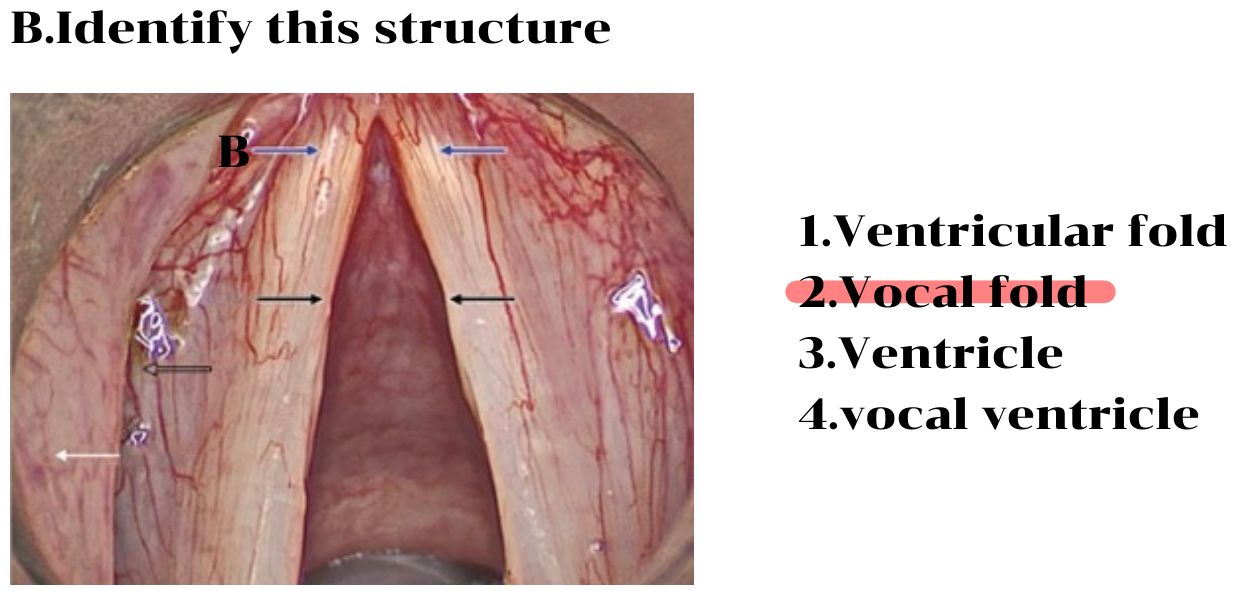 B.Identify this structure
B
1.Ventricular fold
2.Vocal fold
3.Ventricle
4.vocal ventricle